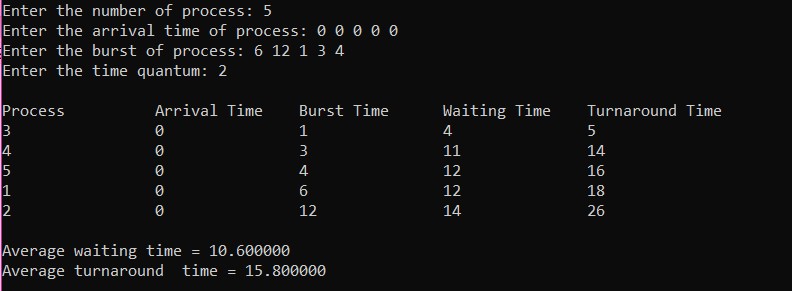 Enter the number of process: 5
Enter the arrival time of process: 0 0 0 0 0
Enter the burst of process: 6 12 1 3 4
Enter the time quantum: 2
Process Arrival Time Burst Time Waiting Time Turnaround Time
3 0 1 4 5
4 0 3 11 14
5 0 4 12 16
1 0 6 12 18
2 0 12 14 26
Average waiting time = 10.600000
Average turnaround  time = 15.800000